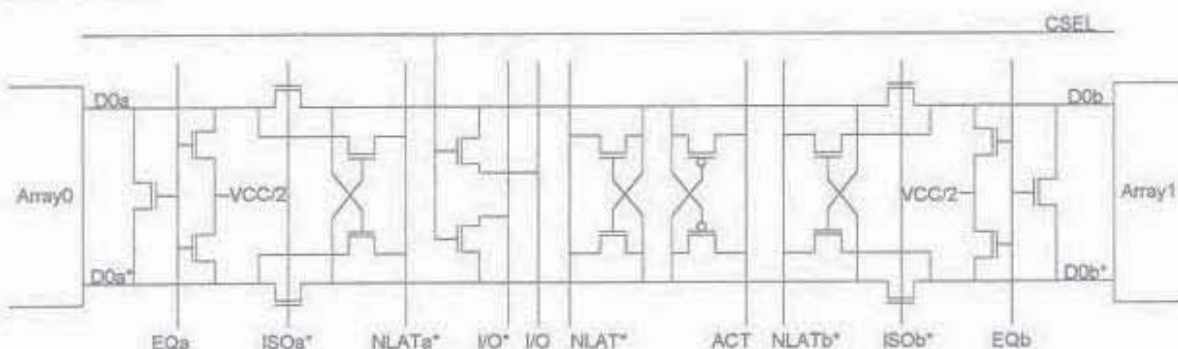 CSEL
D0a
D0b
Array0
VCC/2
VCC/2
Array1
D0a*
D0b*
EQa
ISOa*
NLATa*
I/O*
I/O
NLAT*
ACT
NLATb*
ISOb*
EQb